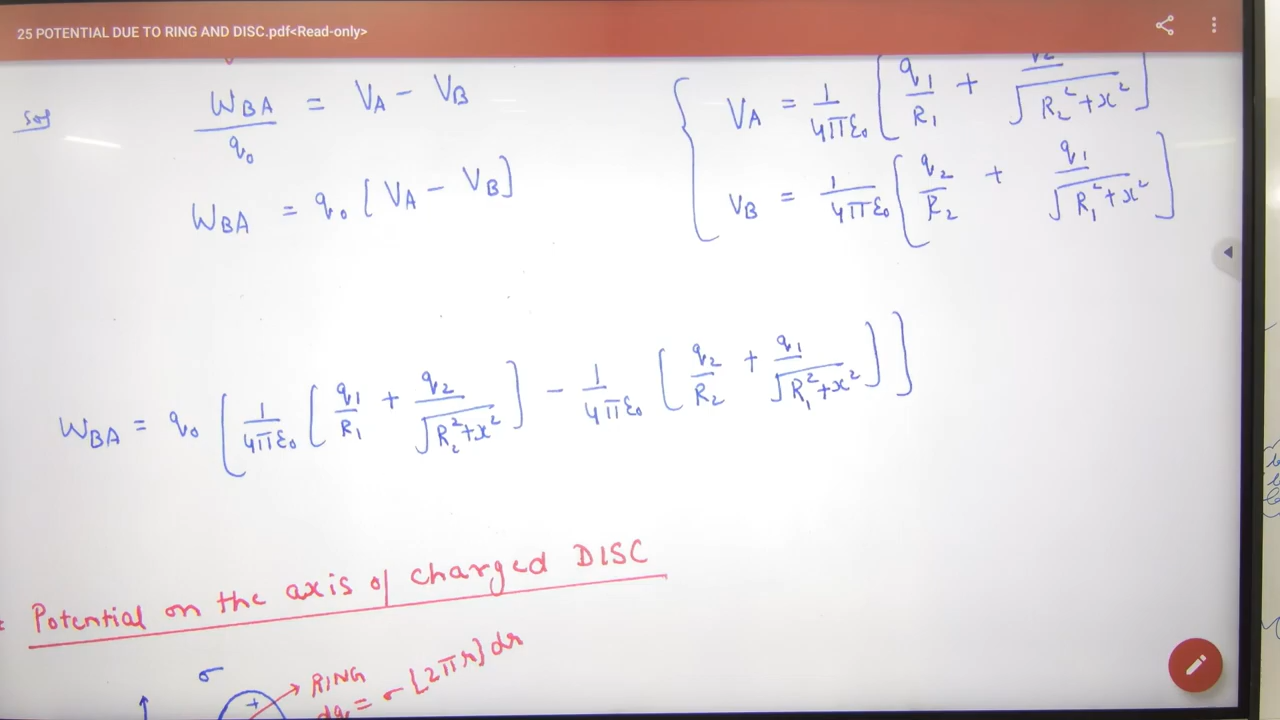 25 POTENTIAL DUE TO RING AND DISC.pdf<Read-only>
Sol
W_BA / q₀ = V_A − V_B
W_BA = q₀ [ V_A − V_B ]
V_A = 1/4πε₀ [ q₁/R₁ + q₂/√(R₂² + x²) ]
V_B = 1/4πε₀ [ q₂/R₂ + q₁/√(R₁² + x²) ]
W_BA = q₀ [ 1/4πε₀ [ q₁/R₁ + q₂/√(R₂² + x²) ] − 1/4πε₀ [ q₂/R₂ + q₁/√(R₁² + x²) ] ]
Potential on the axis of charged DISC
σ
RING
+
dq = σ [2πr] dr